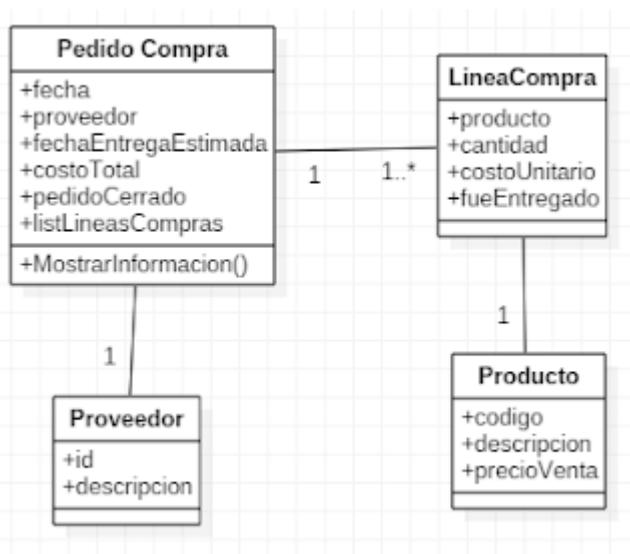 Pedido Compra
+fecha
+proveedor
+fechaEntregaEstimada
+costoTotal
+pedidoCerrado
+listLineasCompras
+MostrarInformacion()
1
1..*
LineaCompra
+producto
+cantidad
+costoUnitario
+fueEntregado
1
1
Proveedor
+id
+descripcion
Producto
+codigo
+descripcion
+precioVenta